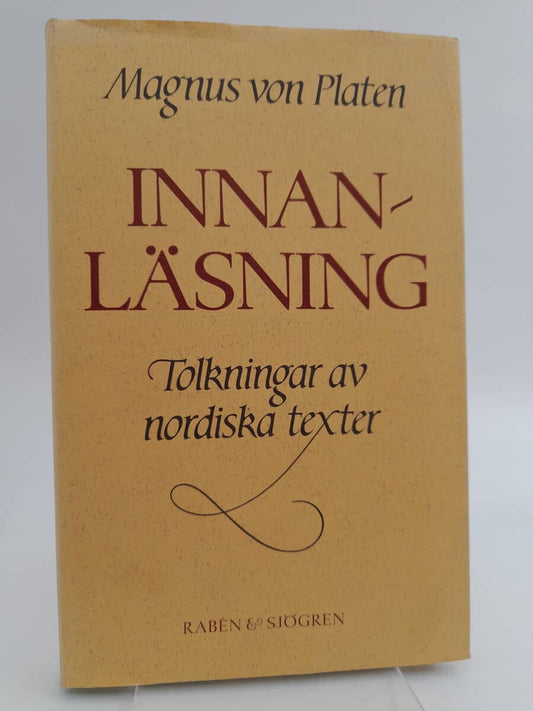 Magnus von Platen
INNAN-
LÄSNING
Tolkningar av
nordiska texter
RABÉN & SJÖGREN